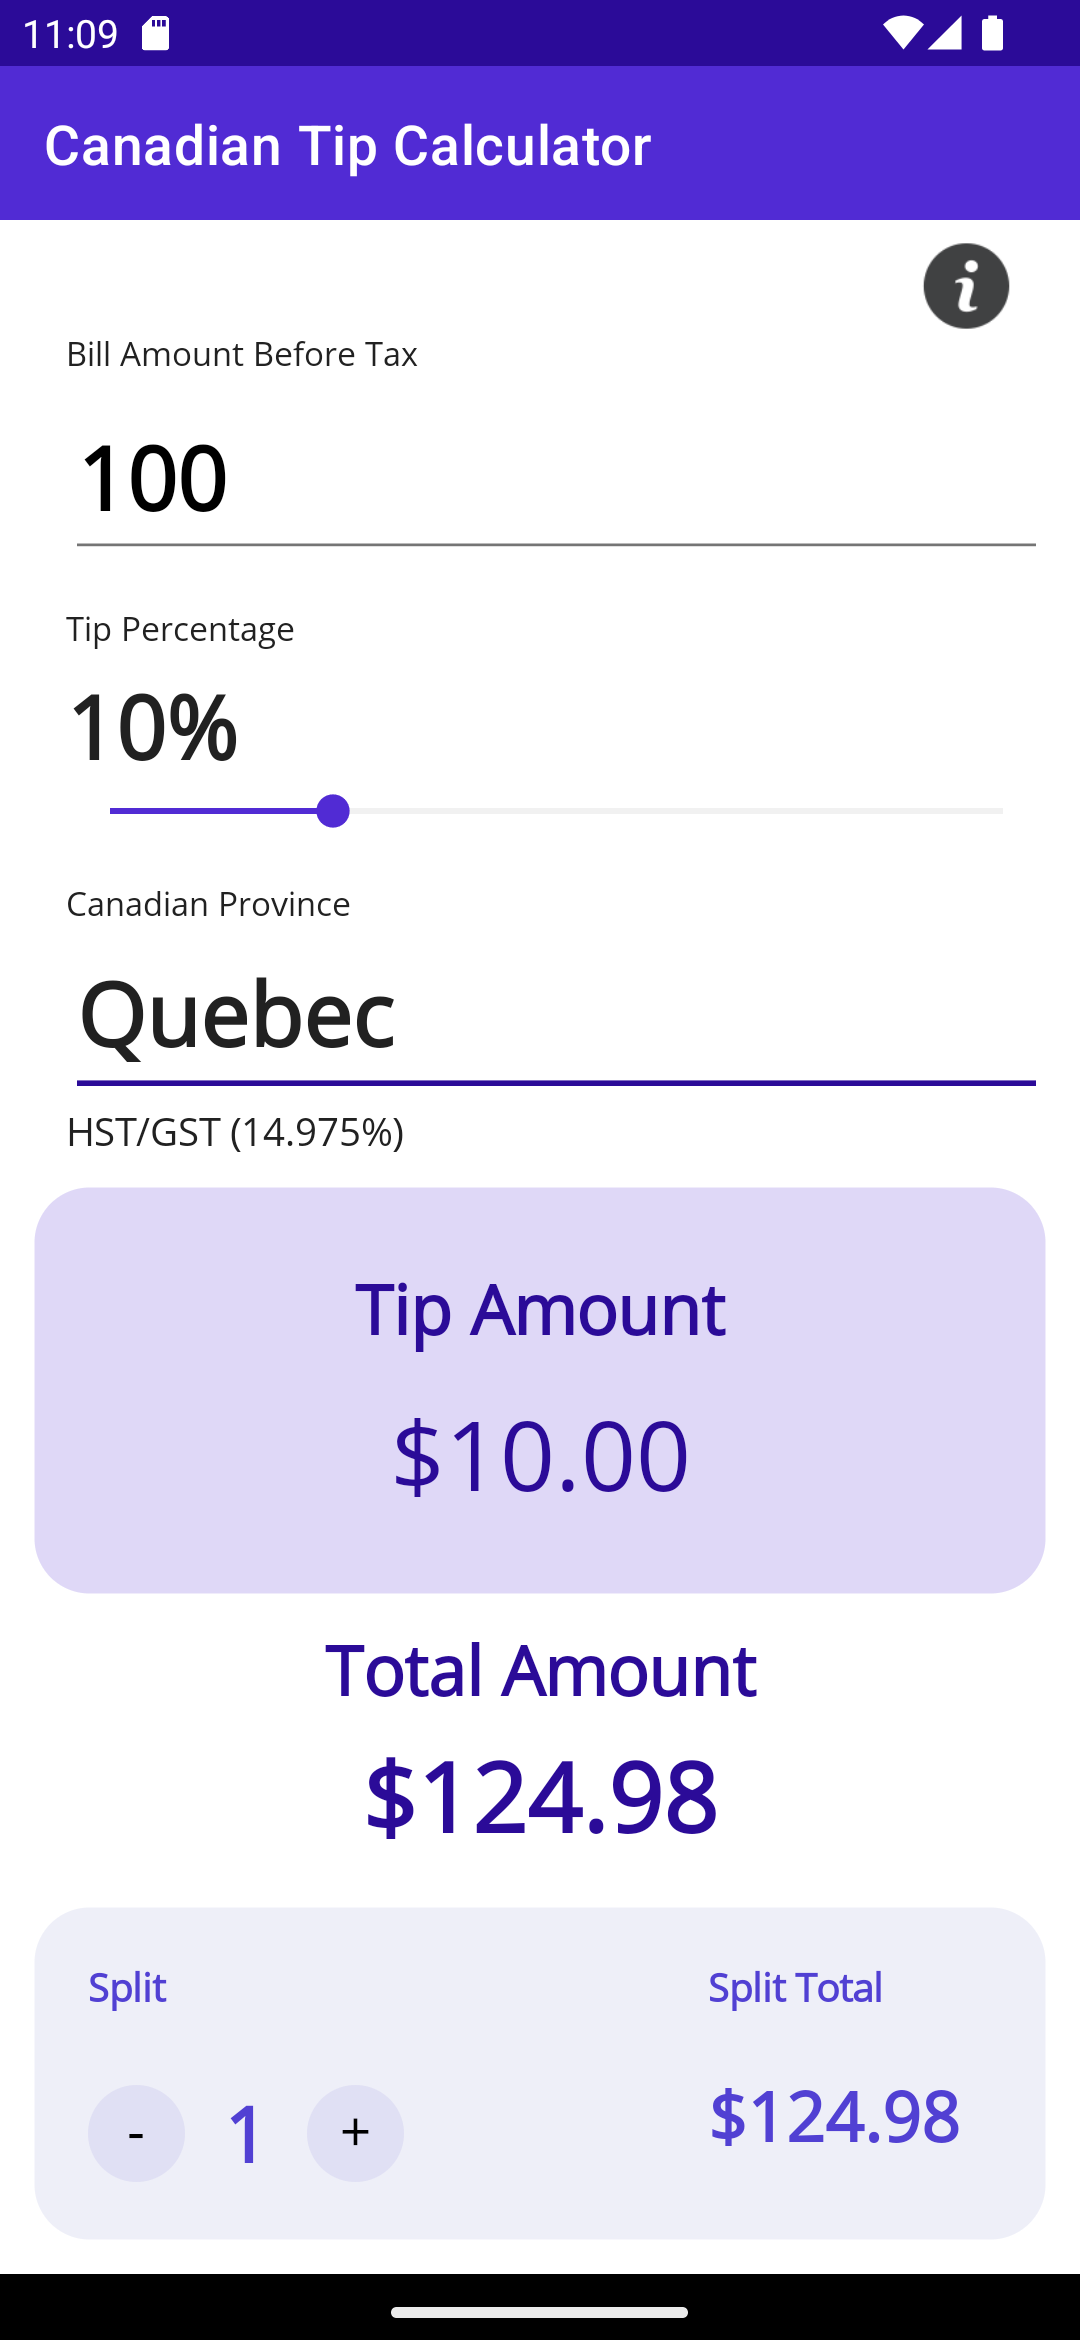 11:09
Canadian Tip Calculator
i
Bill Amount Before Tax
100
Tip Percentage
10%
Canadian Province
Quebec
HST/GST (14.975%)
Tip Amount
$10.00
Total Amount
$124.98
Split
Split Total
- 1 +
$124.98